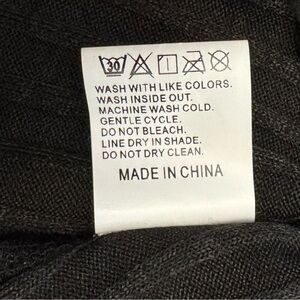 30
WASH WITH LIKE COLORS.
WASH INSIDE OUT.
MACHINE WASH COLD.
GENTLE CYCLE.
DO NOT BLEACH.
LINE DRY IN SHADE.
DO NOT DRY CLEAN.
MADE IN CHINA